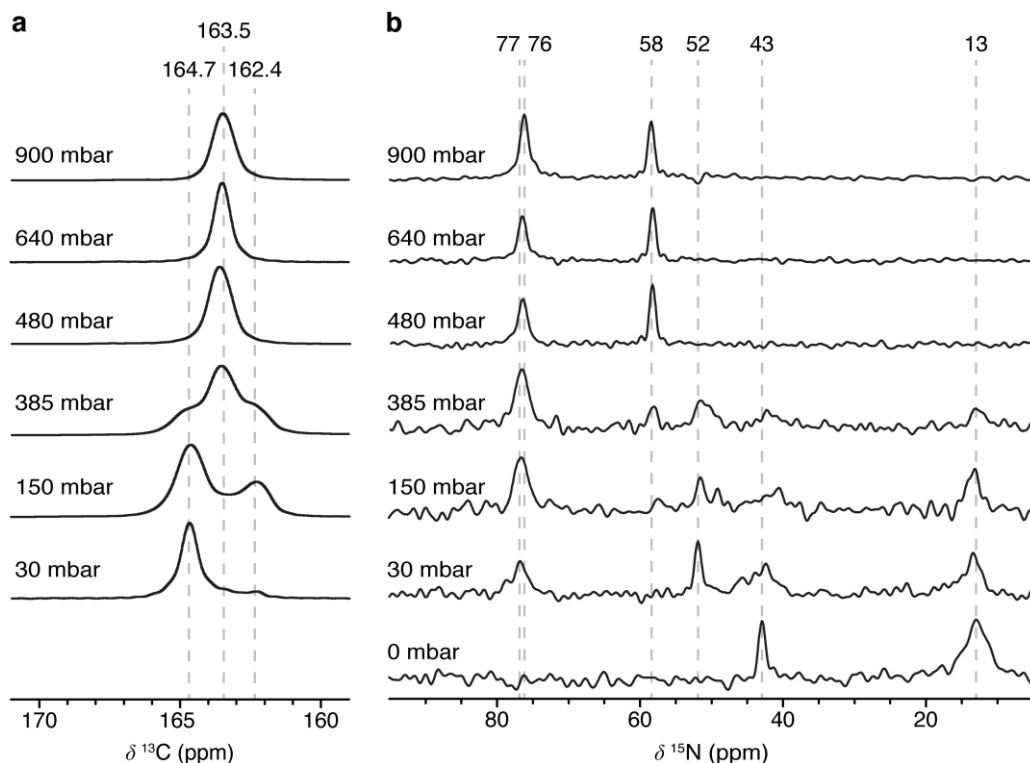 a
163.5
164.7 162.4
900 mbar
640 mbar
480 mbar
385 mbar
150 mbar
30 mbar
170 165 160
δ ¹³C (ppm)
b
77 76 58 52 43 13
900 mbar
640 mbar
480 mbar
385 mbar
150 mbar
30 mbar
0 mbar
80 60 40 20
δ ¹⁵N (ppm)